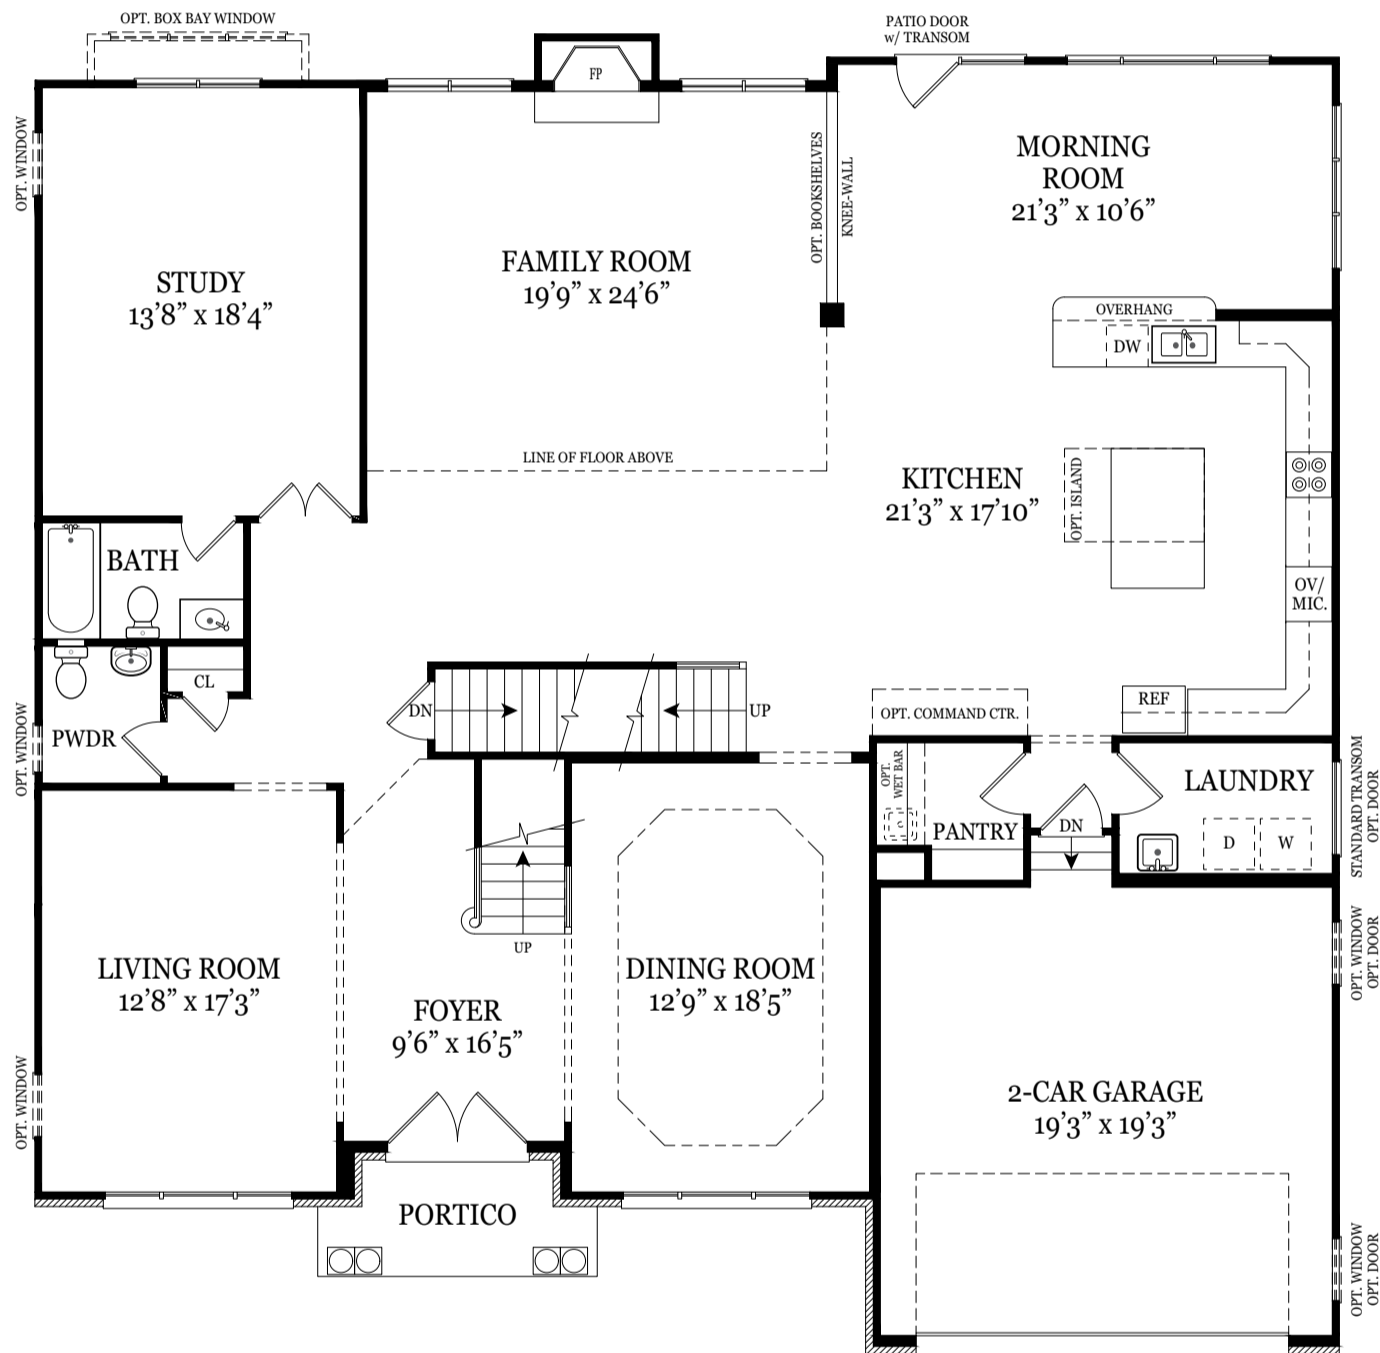 OPT. BOX BAY WINDOW
PATIO DOOR
w/ TRANSOM
FP
OPT. WINDOW
OPT. BOOKSHELVES
KNEE-WALL
MORNING
ROOM
21’3” x 10’6”
STUDY
13’8” x 18’4”
FAMILY ROOM
19’9” x 24’6”
OVERHANG
DW
LINE OF FLOOR ABOVE
KITCHEN
21’3” x 17’10”
OPT. ISLAND
BATH
OV/
MIC.
CL
REF
DN
UP
OPT. COMMAND CTR.
OPT. WINDOW
PWDR
OPT.
WET BAR
PANTRY
DN
LAUNDRY
D
W
STANDARD TRANSOM
OPT. DOOR
UP
LIVING ROOM
12’8” x 17’3”
FOYER
9’6” x 16’5”
DINING ROOM
12’9” x 18’5”
OPT. WINDOW
OPT. DOOR
OPT. WINDOW
2-CAR GARAGE
19’3” x 19’3”
PORTICO
OPT. WINDOW
OPT. DOOR